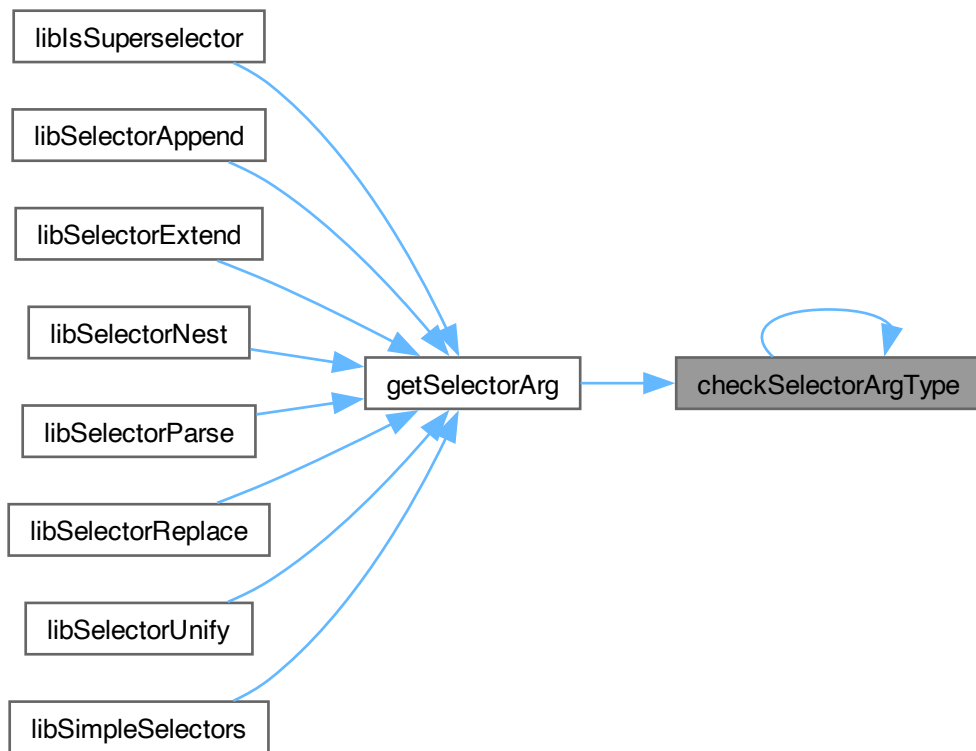 libIsSuperselector
libSelectorAppend
libSelectorExtend
libSelectorNest
getSelectorArg
checkSelectorArgType
libSelectorParse
libSelectorReplace
libSelectorUnify
libSimpleSelectors